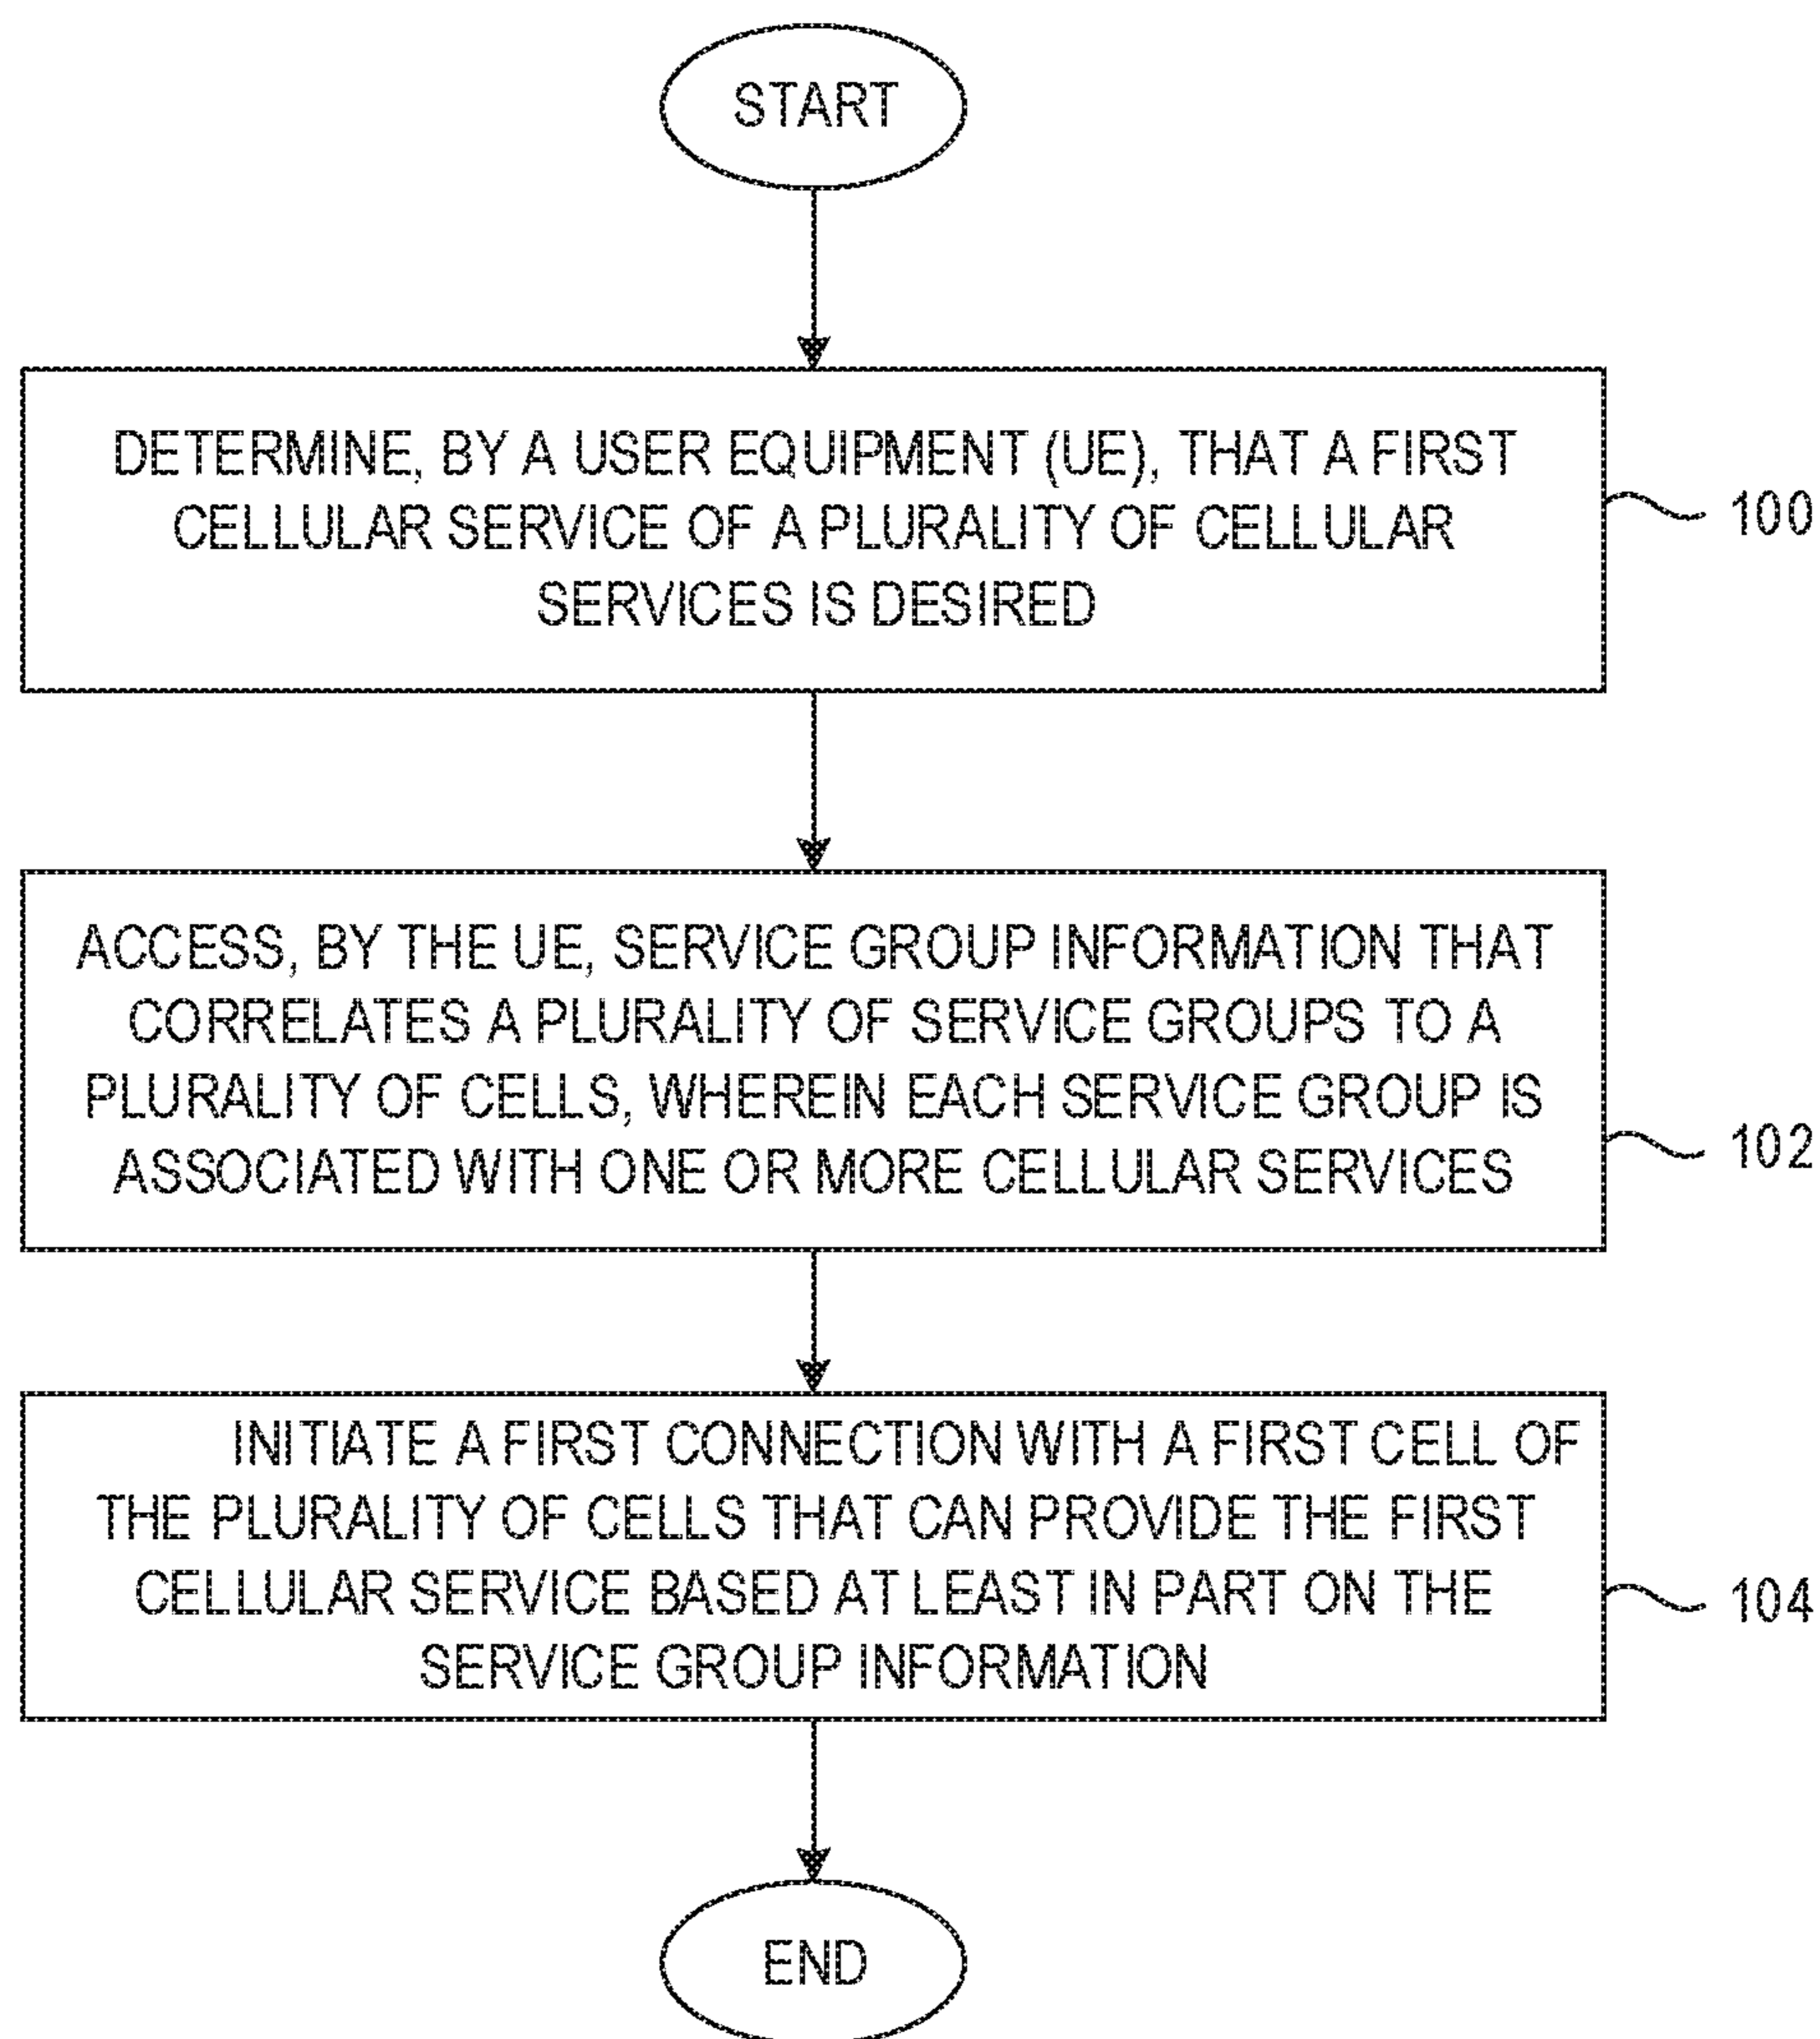 START
DETERMINE, BY A USER EQUIPMENT (UE), THAT A FIRST
CELLULAR SERVICE OF A PLURALITY OF CELLULAR
SERVICES IS DESIRED
100
ACCESS, BY THE UE, SERVICE GROUP INFORMATION THAT
CORRELATES A PLURALITY OF SERVICE GROUPS TO A
PLURALITY OF CELLS, WHEREIN EACH SERVICE GROUP IS
ASSOCIATED WITH ONE OR MORE CELLULAR SERVICES
102
INITIATE A FIRST CONNECTION WITH A FIRST CELL OF
THE PLURALITY OF CELLS THAT CAN PROVIDE THE FIRST
CELLULAR SERVICE BASED AT LEAST IN PART ON THE
SERVICE GROUP INFORMATION
104
END